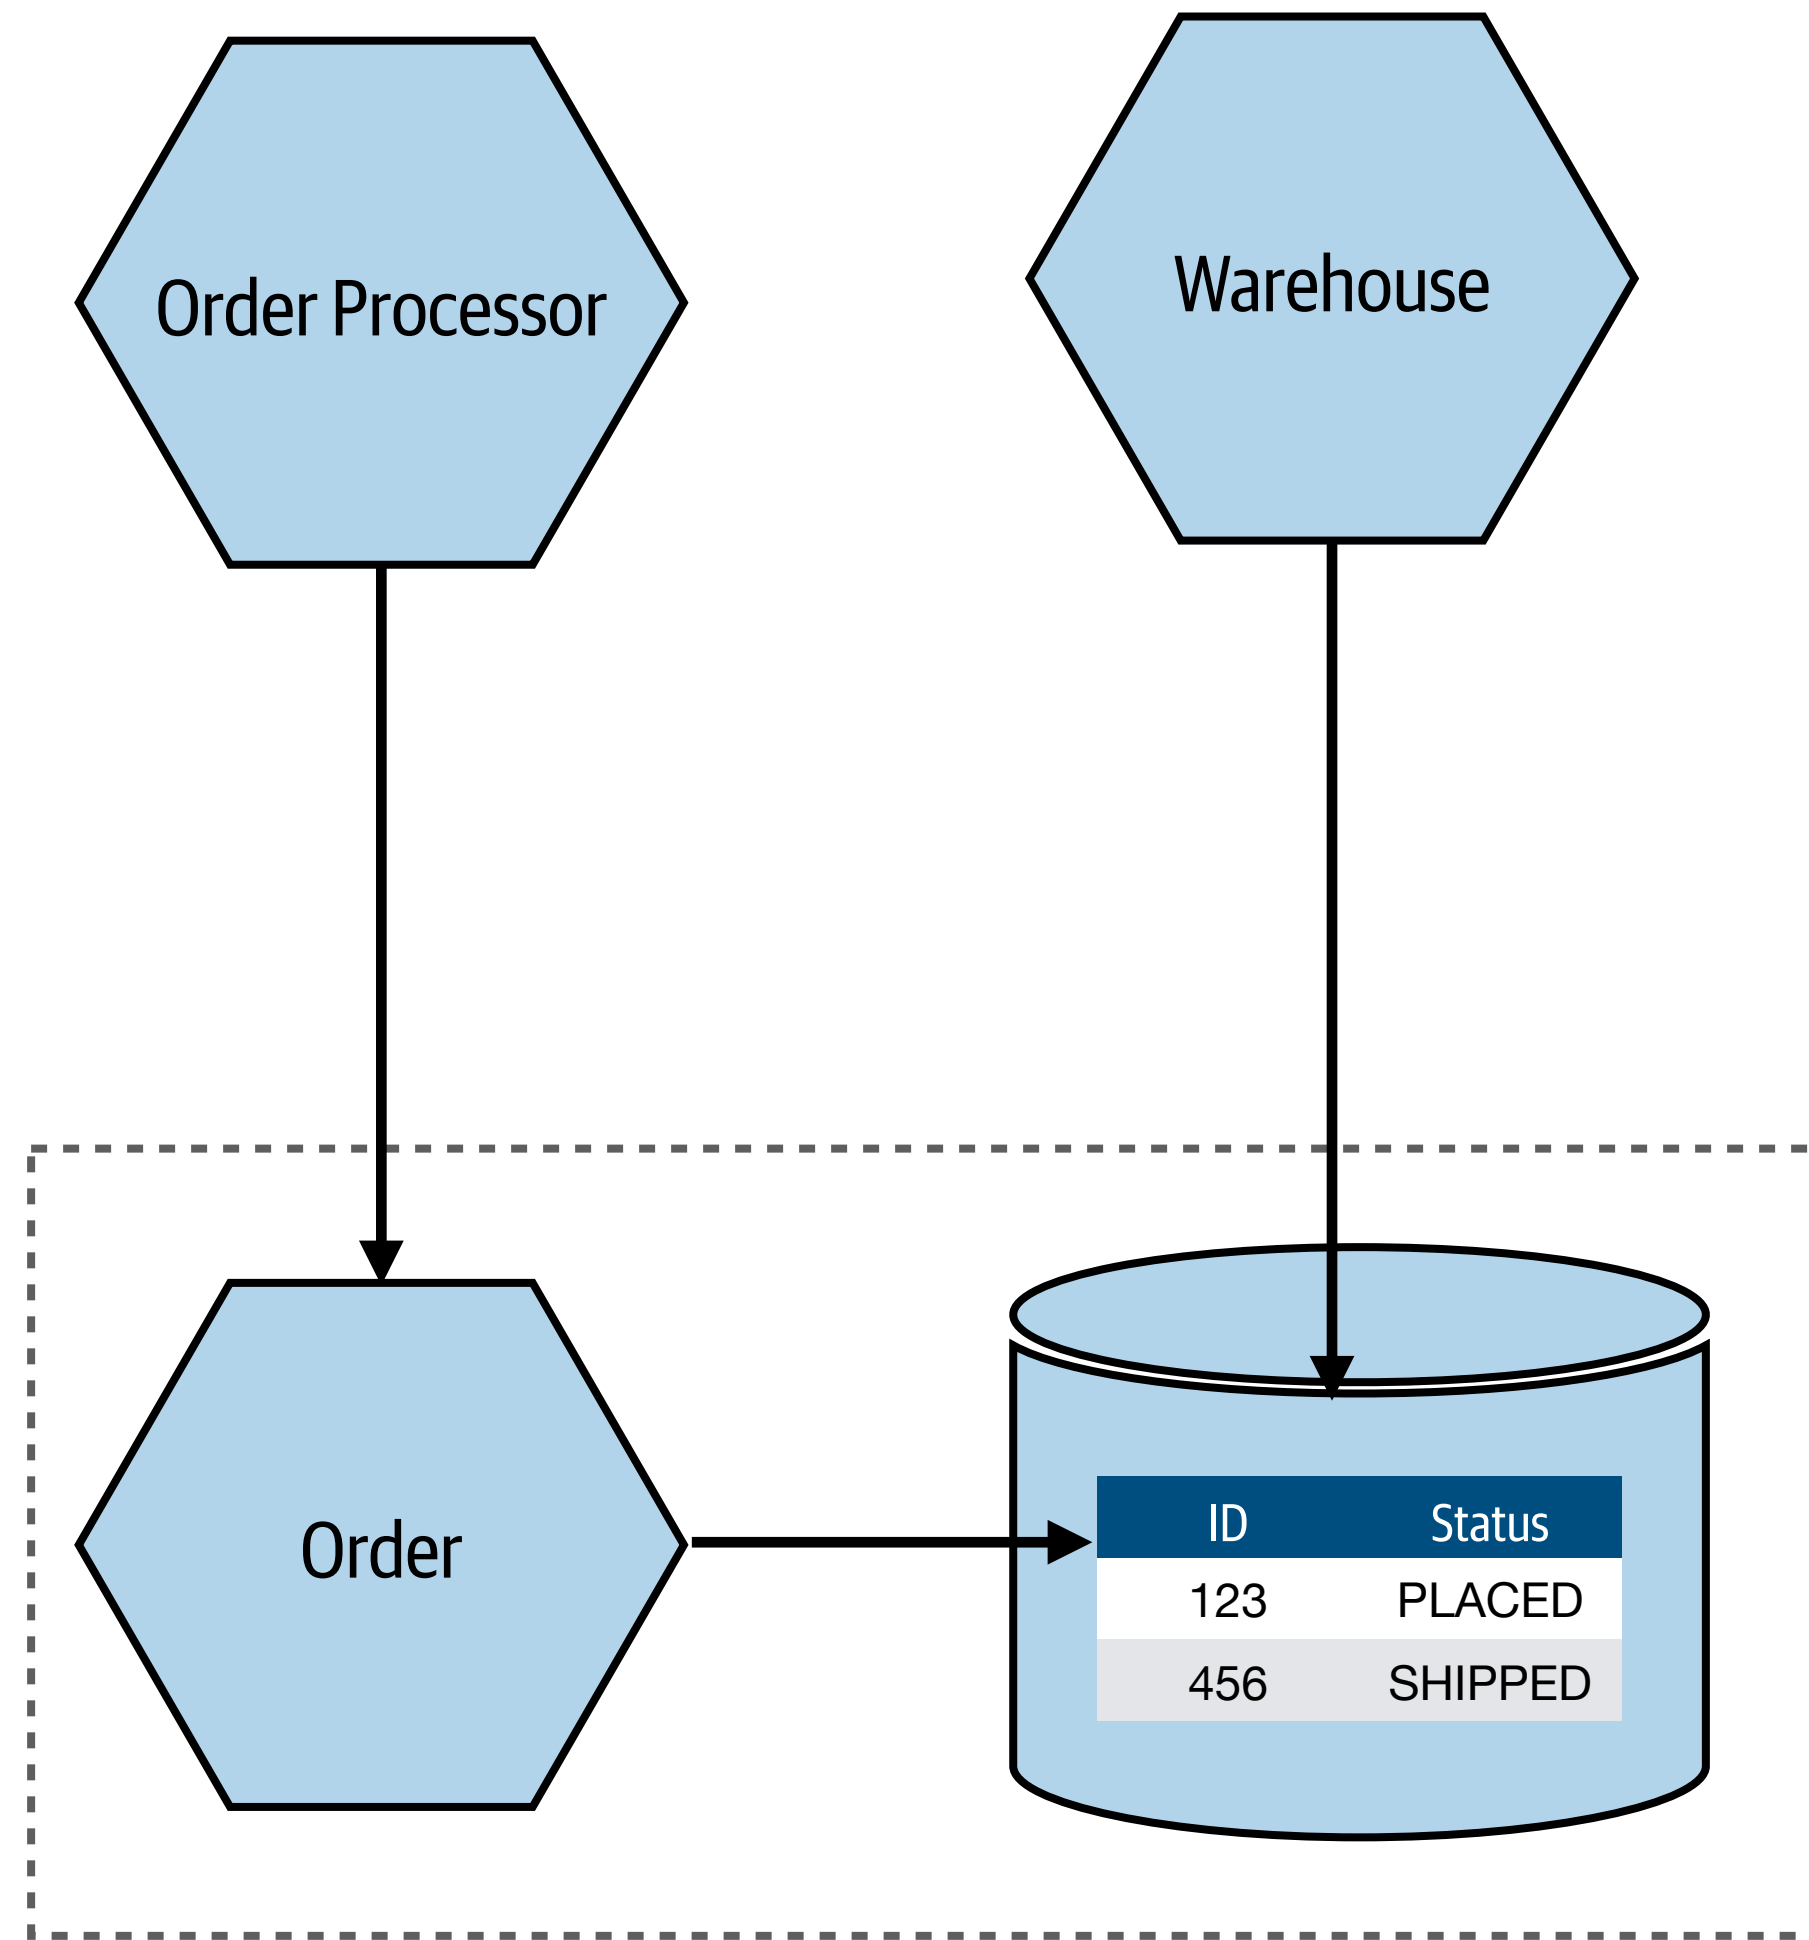 Order Processor
Warehouse
Order
ID Status
123 PLACED
456 SHIPPED